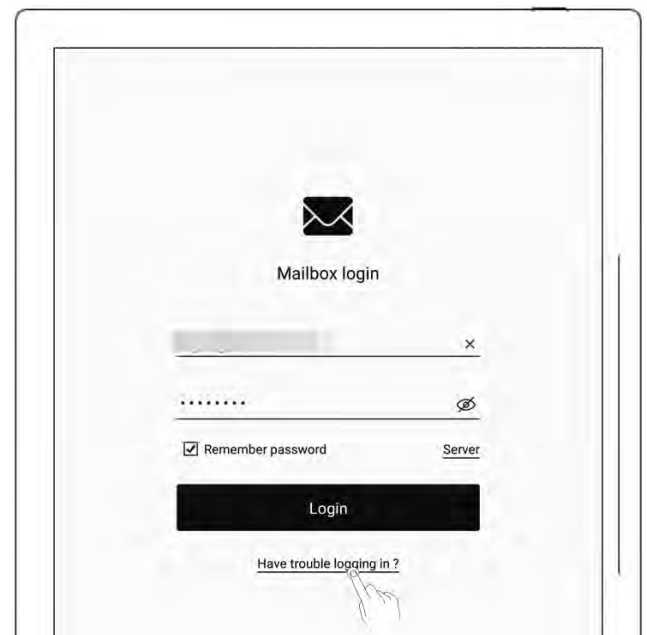 Mailbox login
Remember password
Server
Login
Have trouble logging in ?